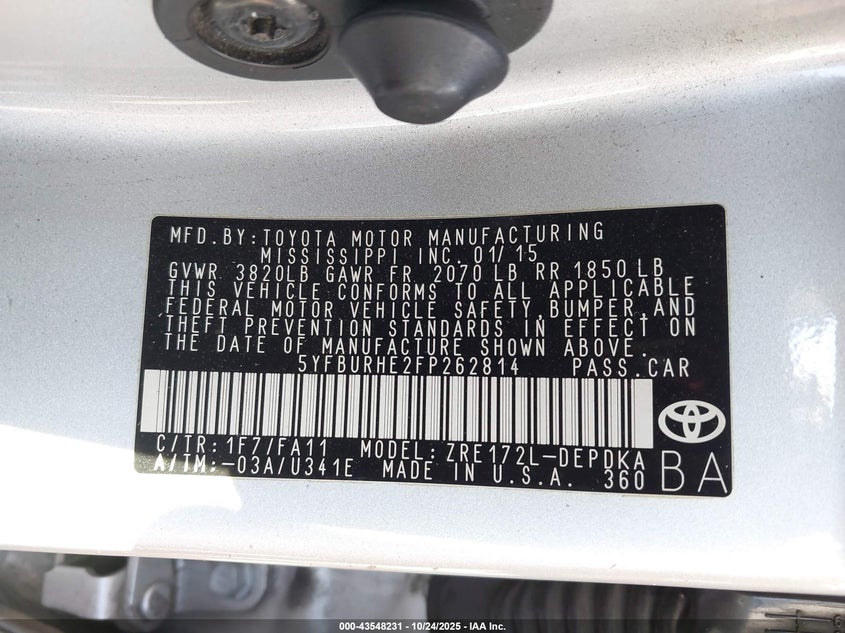 MFD.BY:TOYOTA MOTOR MANUFACTURING
MISSISSIPPI INC. 01/15
GVWR 3820LB GAWR FR 2070 LB RR 1850 LB
THIS VEHICLE CONFORMS TO ALL APPLICABLE
FEDERAL MOTOR VEHICLE SAFETY,BUMPER,AND
THEFT PREVENTION STANDARDS IN EFFECT ON
THE DATE OF MANUFACTURE SHOWN ABOVE.
5YFBURHE2FP262814 PASS.CAR
C/TR:1F7/FA11 MODEL: ZRE172L-DEPDKA
A/TM:-03A/U341E MADE IN U.S.A. 360
BA
000-43548231 - 10/24/2025 - IAA Inc.